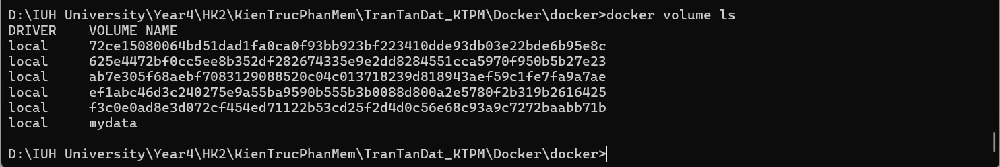 D:\IUH University\Year4\HK2\KienTrucPhanMem\TranTanDat_KTPM\Docker\docker>docker volume ls
DRIVER    VOLUME NAME
local     72ce15080064bd51dad1fa0ca0f93bb923bf223410dde93db03e22bde6b95e8c
local     625e4472bf0cc5ee8b352df282674335e9e2dd8284551cca5970f950b5b27e23
local     ab7e305f68aebf7083129088520c04c013718239d818943aef59c1fe7fa9a7ae
local     ef1abc46d3c240275e9a55ba9590b555b3b0088d800a2e5780f2b319b2616425
local     f3c0e0ad8e3d072cf454ed71122b53cd25f2d4d0c56e68c93a9c7272baabb71b
local     mydata
D:\IUH University\Year4\HK2\KienTrucPhanMem\TranTanDat_KTPM\Docker\docker>